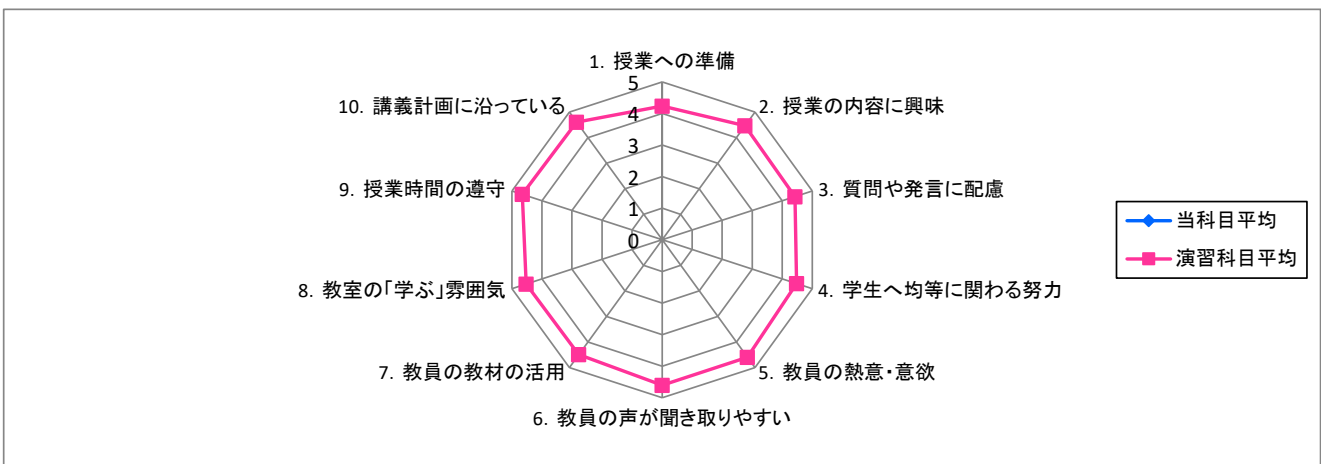 1. 授業への準備
2. 授業の内容に興味
3. 質問や発言に配慮
4. 学生へ均等に関わる努力
5. 教員の熱意・意欲
6. 教員の声が聞き取りやすい
7. 教員の教材の活用
8. 教室の「学ぶ」雰囲気
9. 授業時間の遵守
10. 講義計画に沿っている
5
4
3
2
1
0
当科目平均
演習科目平均